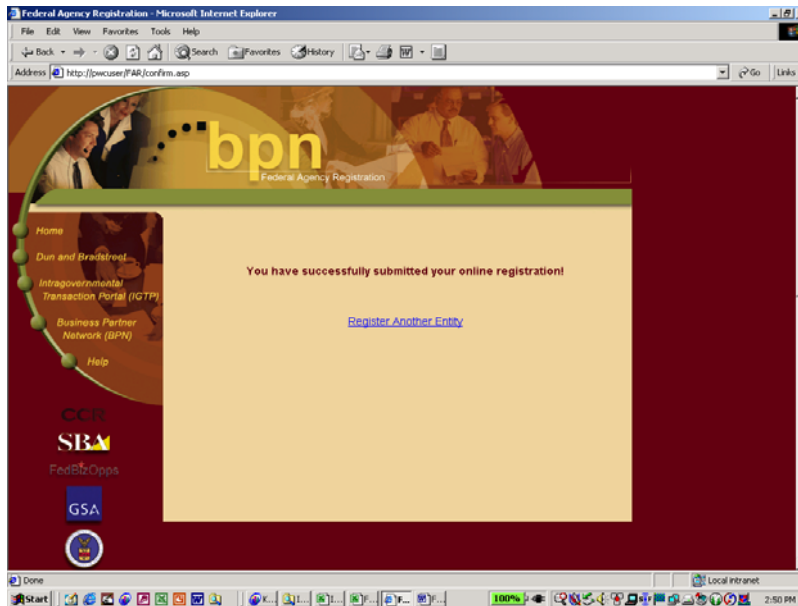 Federal Agency Registration - Microsoft Internet Explorer
File Edit View Favorites Tools Help
Back Search Favorites History
Address http://pwcuser/FAR/confirm.asp Go Links
bpn
Federal Agency Registration
Home
Dun and Bradstreet
Intragovernmental
Transaction Portal (IGTP)
Business Partner
Network (BPN)
Help
You have successfully submitted your online registration!
Register Another Entity
CCR
SBA
FedBizOpps
GSA
Done Local intranet
Start K... I... I... F... F... F... 100% 2:50 PM